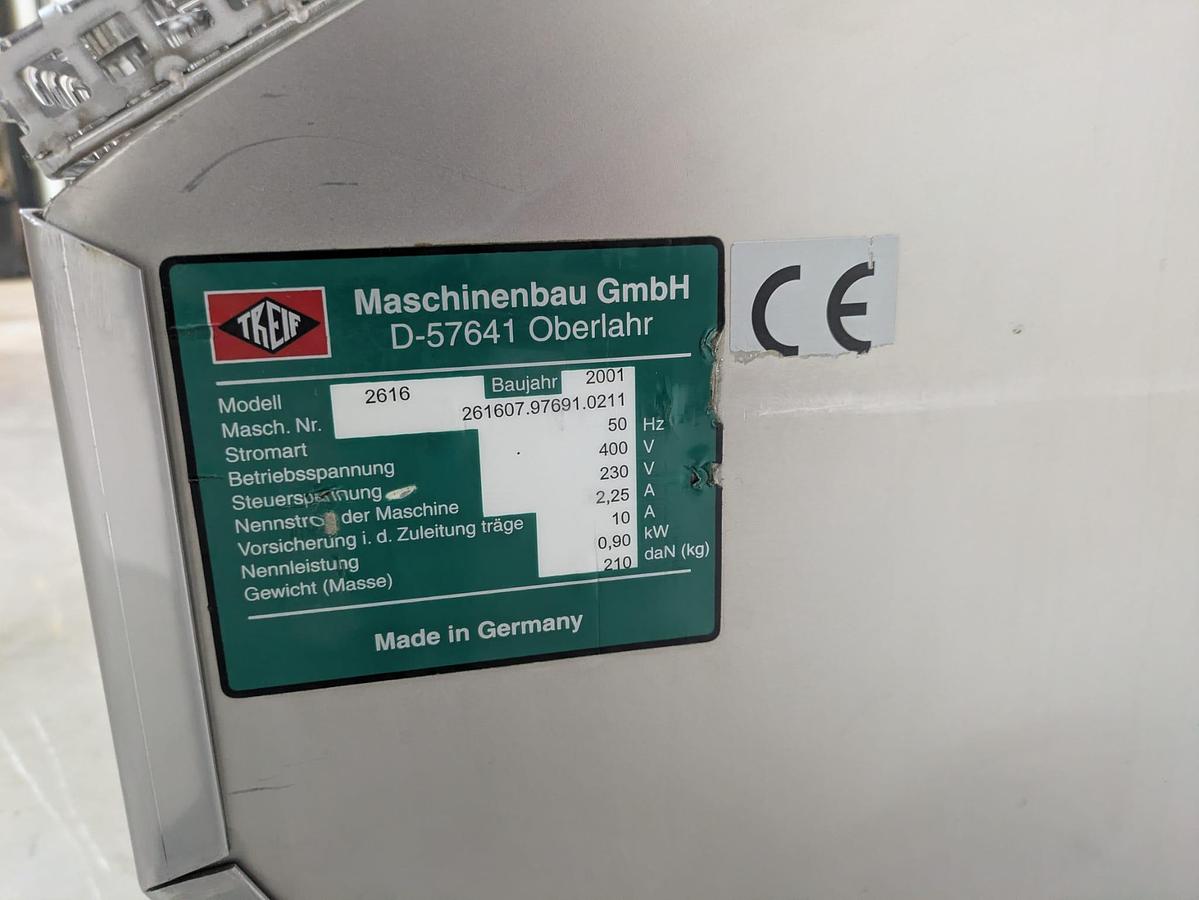 TREIF
Maschinenbau GmbH
D-57641 Oberlahr
CE
Modell 2616 Baujahr 2001
Masch. Nr. 261607.97691.0211
Stromart 50 Hz
Betriebsspannung 400 V
Steuerspannung 230 V
Nennstrom der Maschine 2,25 A
Vorsicherung i. d. Zuleitung träge 10 A
Nennleistung 0,90 kW
Gewicht (Masse) 210 daN (kg)
Made in Germany